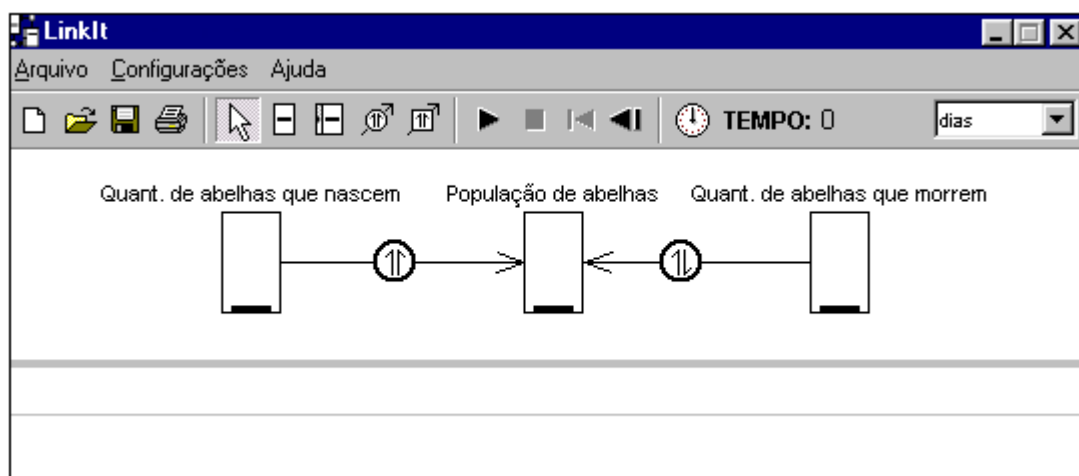 LinkIt
Arquivo Configurações Ajuda
TEMPO: 0 dias
Quant. de abelhas que nascem População de abelhas Quant. de abelhas que morrem